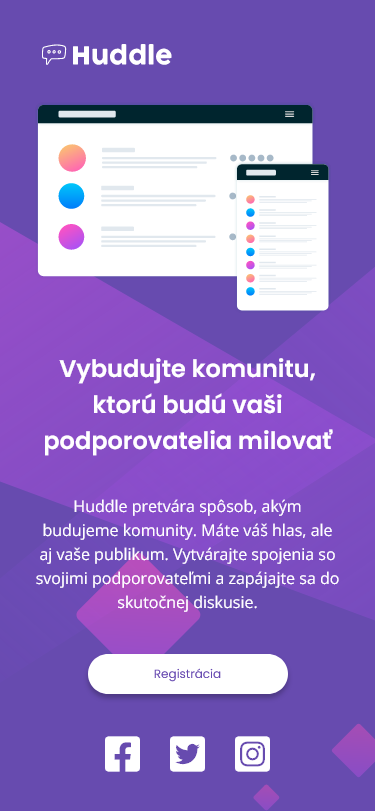 Huddle
Vybudujte komunitu,
ktorú budú vaši
podporovatelia milovať
Huddle pretvára spôsob, akým
budujeme komunity. Máte váš hlas, ale
aj vaše publikum. Vytvárajte spojenia so
svojimi podporovateľmi a zapájajte sa do
skutočnej diskusie.
Registrácia